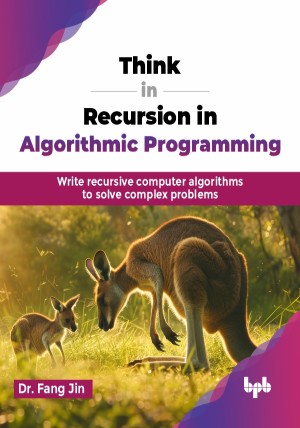 Think
in
Recursion in
Algorithmic Programming
Write recursive computer algorithms
to solve complex problems
Dr. Fang Jin
bpb